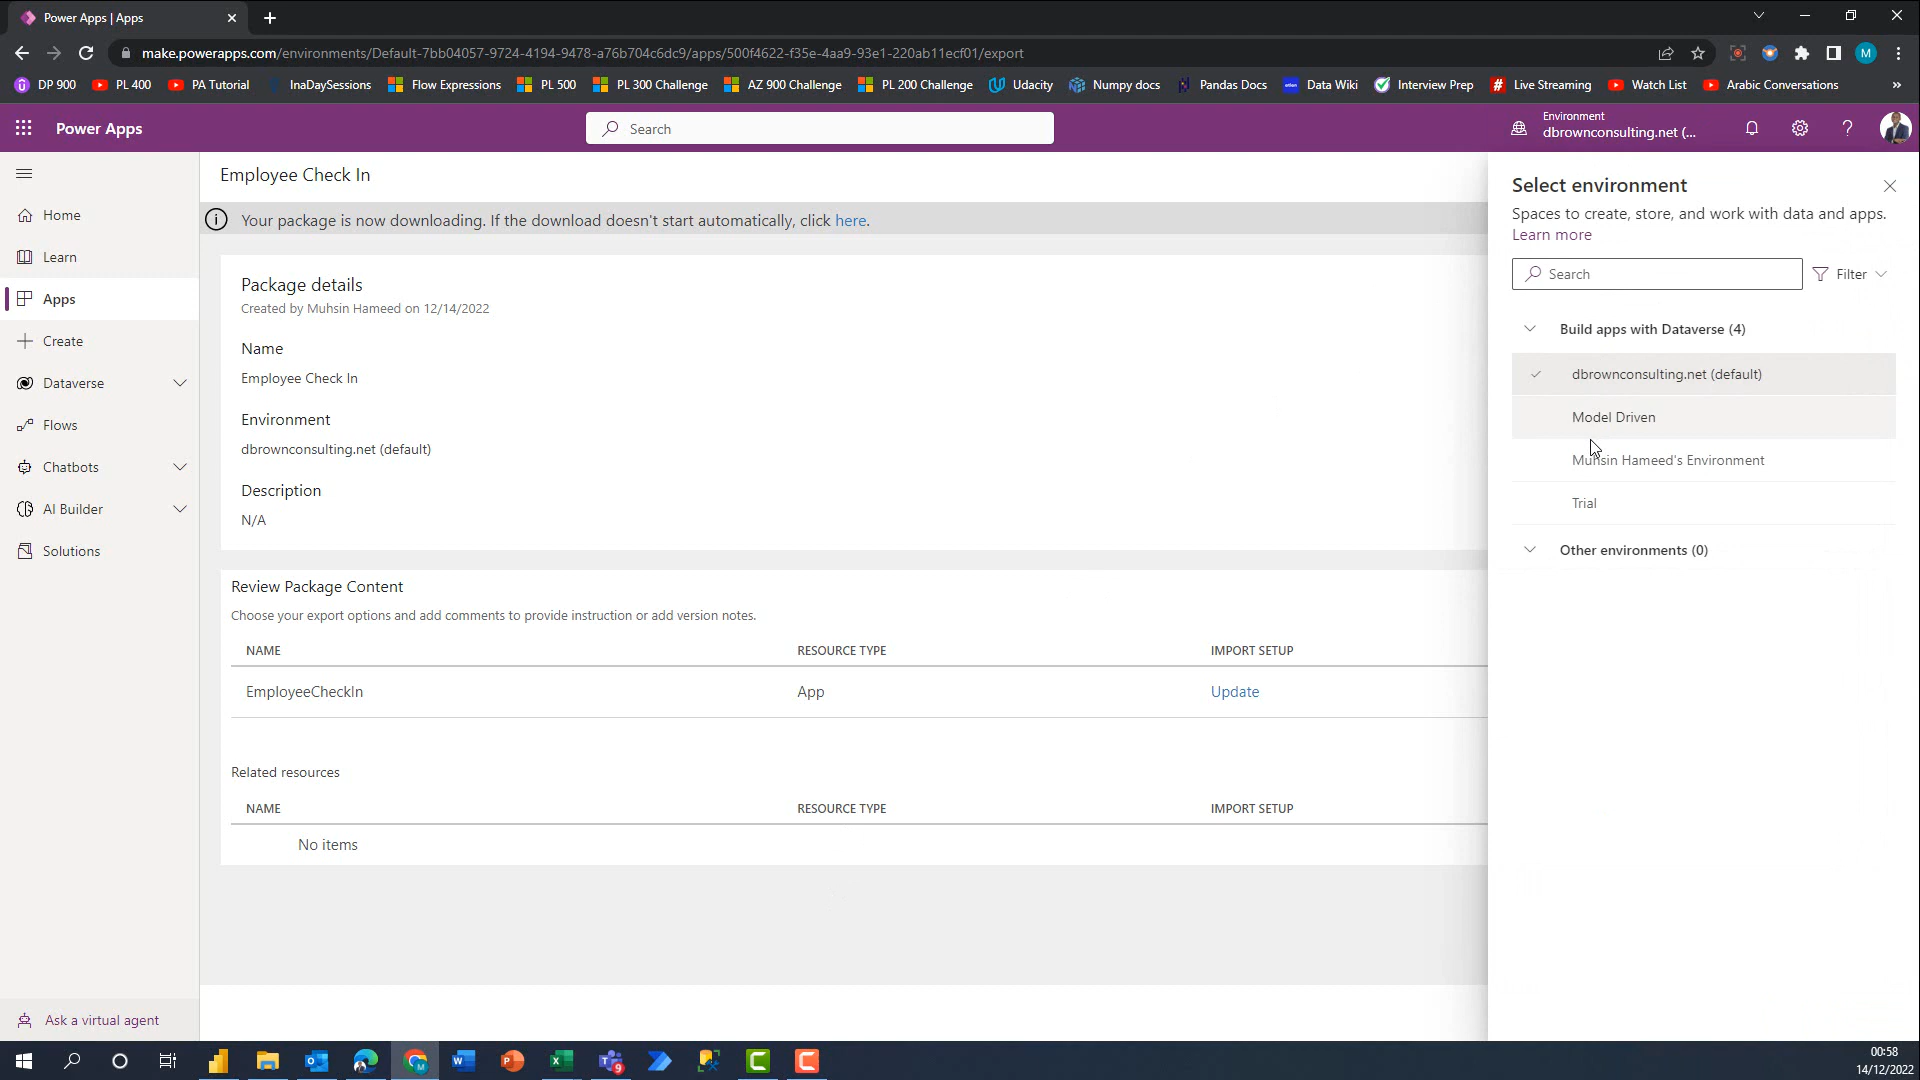 Power Apps | Apps
make.powerapps.com/environments/Default-7bb04057-9724-4194-9478-a76b704c6dc9/apps/500f4622-f35e-4aa9-93e1-220ab11ecf01/export
M
DP 900
PL 400
PA Tutorial
InaDaySessions
Flow Expressions
PL 500
PL 300 Challenge
AZ 900 Challenge
PL 200 Challenge
Udacity
Numpy docs
Pandas Docs
Data Wiki
Interview Prep
Live Streaming
Watch List
Arabic Conversations
»
Power Apps
Search
Environment
dbrownconsulting.net (...
?
Home
Learn
Apps
Create
Dataverse
Flows
Chatbots
AI Builder
Solutions
Ask a virtual agent
Employee Check In
Your package is now downloading. If the download doesn't start automatically, click here.
Package details
Created by Muhsin Hameed on 12/14/2022
Name
Employee Check In
Environment
dbrownconsulting.net (default)
Description
N/A
Review Package Content
Choose your export options and add comments to provide instruction or add version notes.
NAME RESOURCE TYPE IMPORT SETUP
EmployeeCheckIn App Update
Related resources
NAME RESOURCE TYPE IMPORT SETUP
No items
Select environment
Spaces to create, store, and work with data and apps.
Learn more
Search
Filter
Build apps with Dataverse (4)
dbrownconsulting.net (default)
Model Driven
Muhsin Hameed's Environment
Trial
Other environments (0)
00:58
14/12/2022